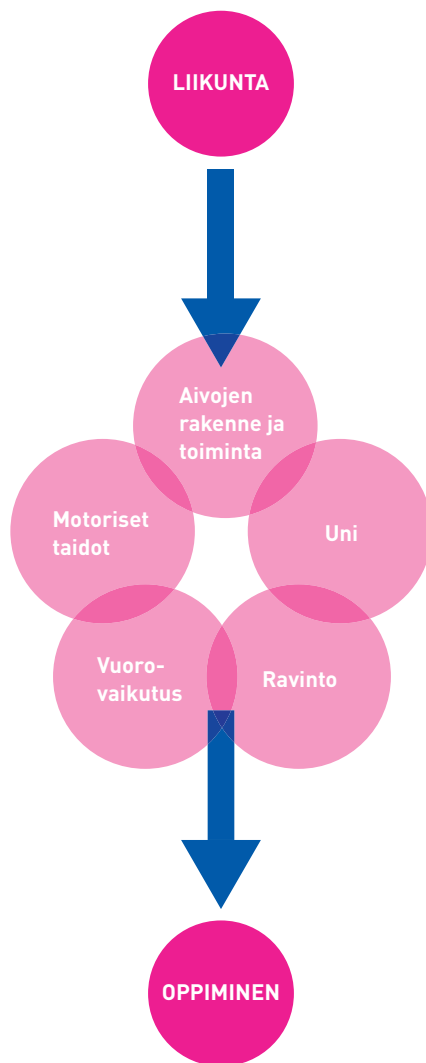 LIIKUNTA
Aivojen
rakenne ja
toiminta
Motoriset
taidot
Uni
Vuoro-
vaikutus
Ravinto
OPPIMINEN